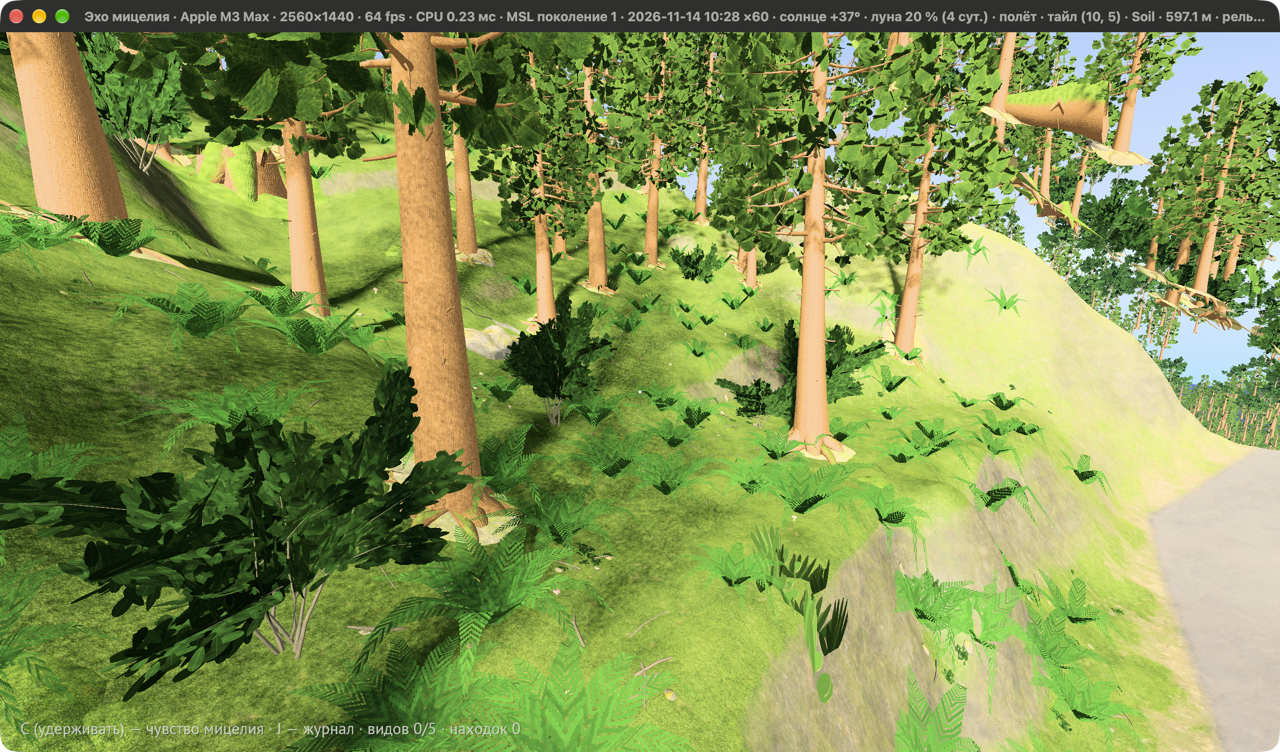 Эхо мицелия · Apple M3 Max · 2560×1440 · 64 fps · CPU 0.23 мс · MSL поколение 1 · 2026-11-14 10:28 ×60 · солнце +37° · луна 20 % (4 сут.) · полёт · тайл (10, 5) · Soil · 597.1 м · рель...
C (удерживать) — чувство мицелия · J — журнал · видов 0/5 · находок 0